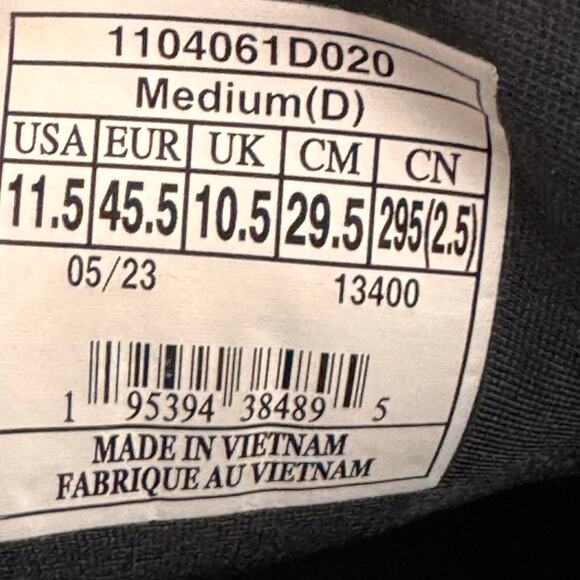 1104061D020
Medium(D)
USA EUR UK CM CN
11.5 45.5 10.5 29.5 295(2.5)
05/23 13400
1 95394 38489 5
MADE IN VIETNAM
FABRIQUE AU VIETNAM